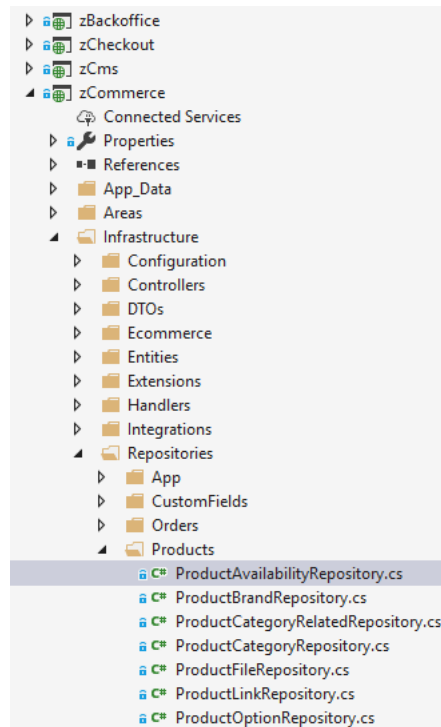 zBackoffice
zCheckout
zCms
zCommerce
Connected Services
Properties
References
App_Data
Areas
Infrastructure
Configuration
Controllers
DTOs
Ecommerce
Entities
Extensions
Handlers
Integrations
Repositories
App
CustomFields
Orders
Products
C# ProductAvailabilityRepository.cs
C# ProductBrandRepository.cs
C# ProductCategoryRelatedRepository.cs
C# ProductCategoryRepository.cs
C# ProductFileRepository.cs
C# ProductLinkRepository.cs
C# ProductOptionRepository.cs